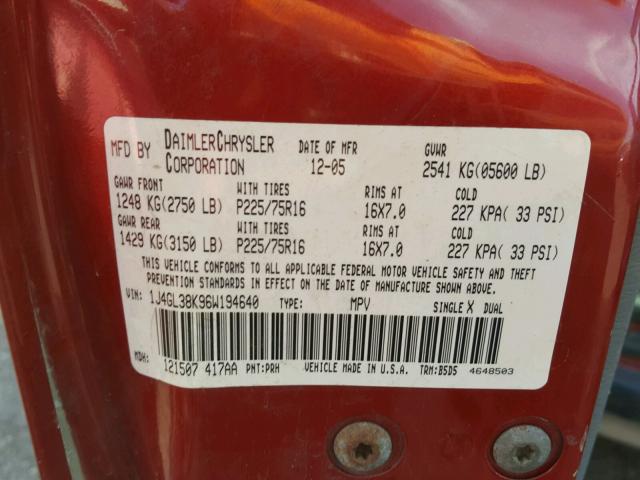 MFD BY DAIMLERCHRYSLER CORPORATION DATE OF MFR 12-05 GVWR 2541 KG(05600 LB)
GAWR FRONT WITH TIRES RIMS AT COLD
1248 KG(2750 LB) P225/75R16 16X7.0 227 KPA( 33 PSI)
GAWR REAR WITH TIRES RIMS AT COLD
1429 KG(3150 LB) P225/75R16 16X7.0 227 KPA( 33 PSI)
THIS VEHICLE CONFORMS TO ALL APPLICABLE FEDERAL MOTOR VEHICLE SAFETY AND THEFT
PREVENTION STANDARDS IN EFFECT ON THE DATE OF MANUFACTURE SHOWN ABOVE.
VIN: 1J4GL38K96W194640 TYPE: MPV SINGLE X DUAL
MDH: 121507 417AA PNT:PRH VEHICLE MADE IN U.S.A. TRM:B5D5 4648503